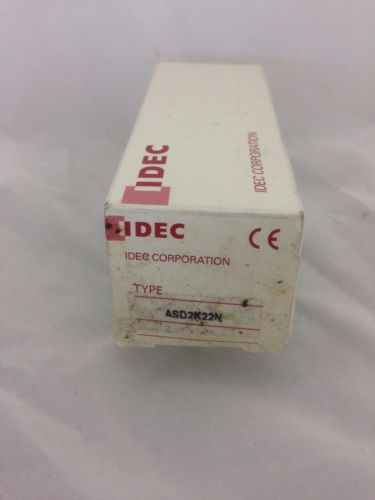 IDEC
IDEC CORPORATION
IDEC
CE
IDEC CORPORATION
TYPE
ASD2K22N